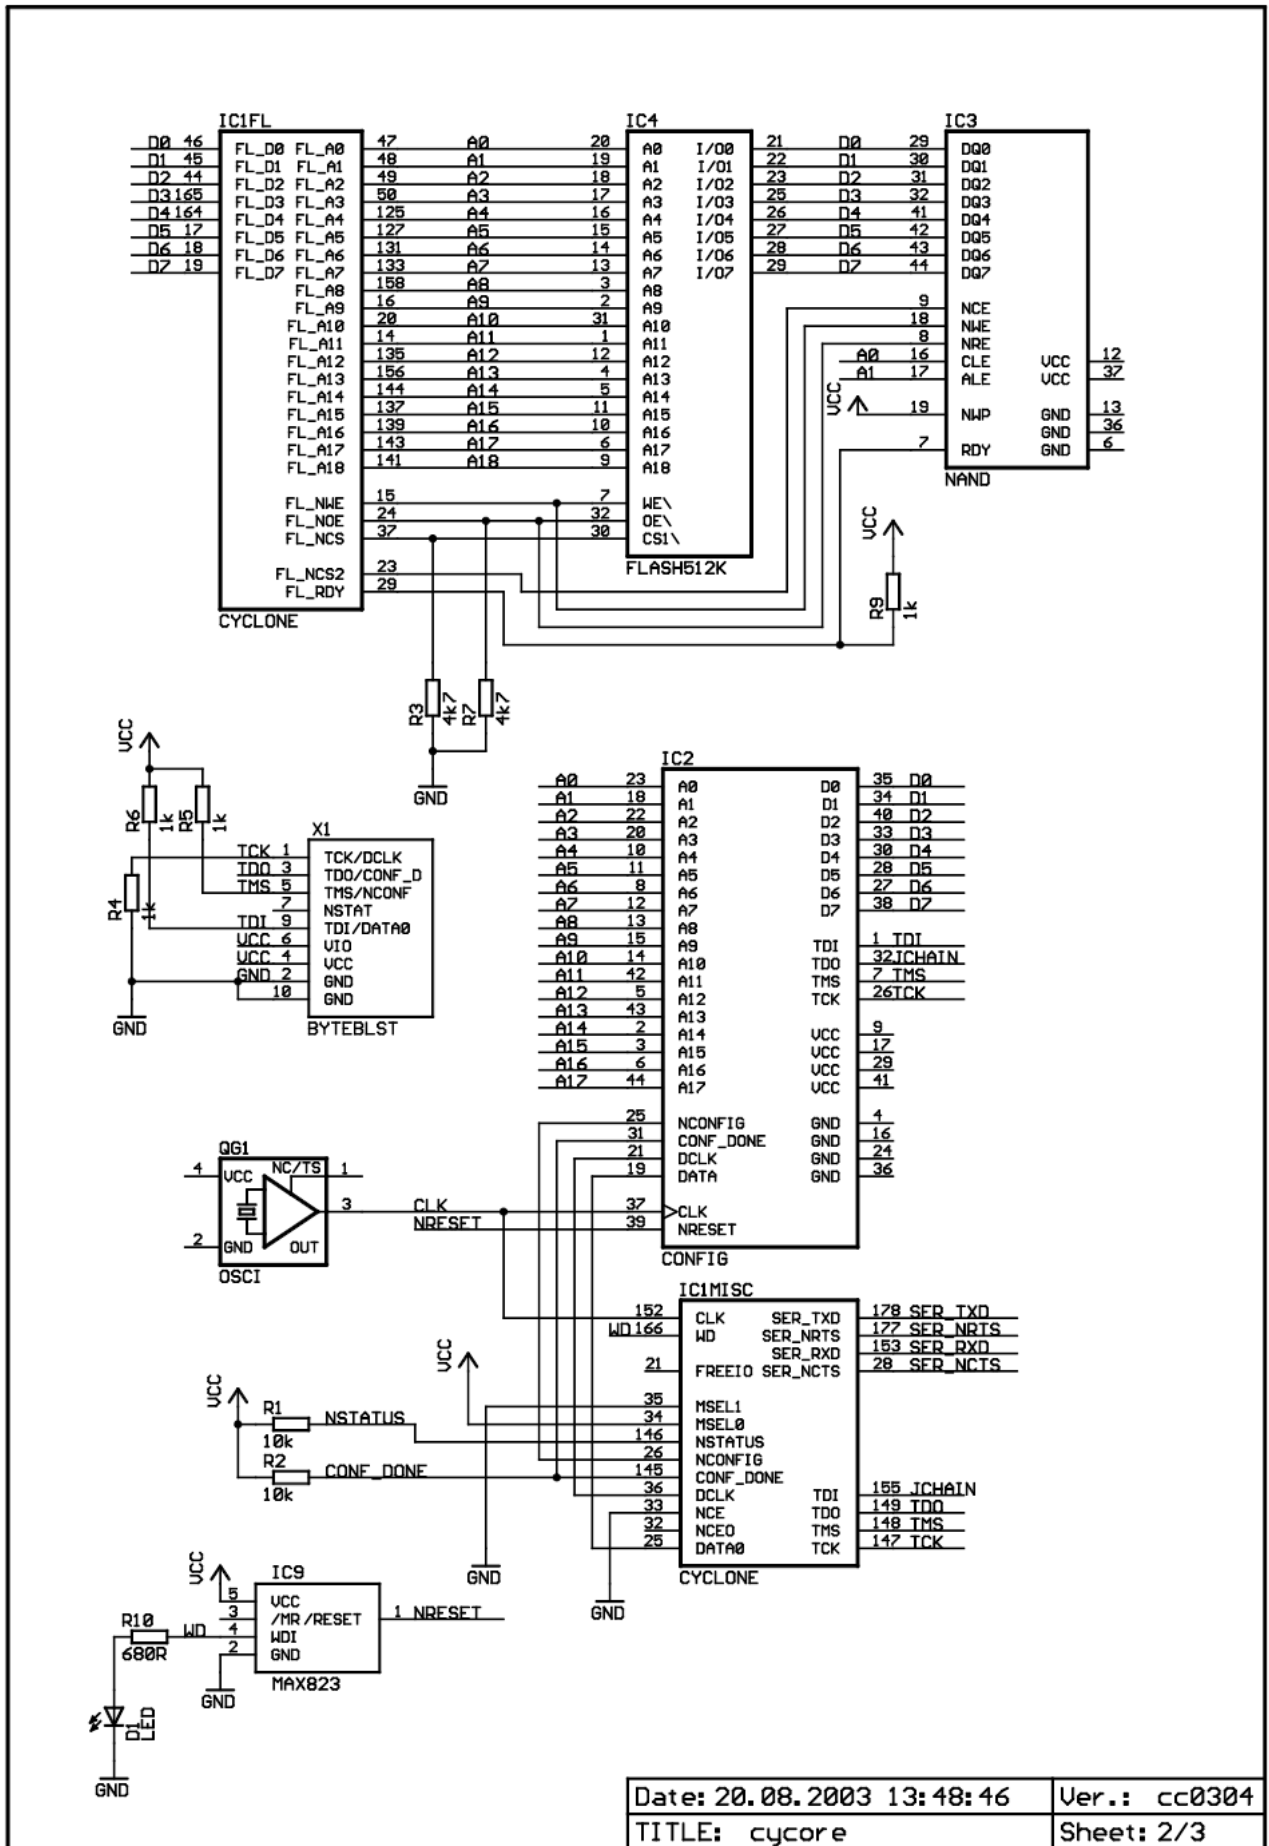 IC1FL IC4 IC3
D0 46 FL_D0 FL_A0 47 A0 20 A0 I/O0 21 D0 29 DQ0
D1 45 FL_D1 FL_A1 48 A1 19 A1 I/O1 22 D1 30 DQ1
D2 44 FL_D2 FL_A2 49 A2 18 A2 I/O2 23 D2 31 DQ2
D3 165 FL_D3 FL_A3 50 A3 17 A3 I/O3 25 D3 32 DQ3
D4 164 FL_D4 FL_A4 125 A4 16 A4 I/O4 26 D4 41 DQ4
D5 17 FL_D5 FL_A5 127 A5 15 A5 I/O5 27 D5 42 DQ5
D6 18 FL_D6 FL_A6 131 A6 14 A6 I/O6 28 D6 43 DQ6
D7 19 FL_D7 FL_A7 133 A7 13 A7 I/O7 29 D7 44 DQ7
FL_A8 158 A8 3 A8
FL_A9 16 A9 2 A9 9 NCE
FL_A10 20 A10 31 A10 18 NWE
FL_A11 14 A11 1 A11 8 NRE
FL_A12 135 A12 12 A12 A0 16 CLE VCC 12
FL_A13 156 A13 4 A13 A1 17 ALE VCC 37
FL_A14 144 A14 5 A14 VCC
FL_A15 137 A15 11 A15 19 NWP GND 13
FL_A16 139 A16 10 A16 GND 36
FL_A17 143 A17 6 A17 7 RDY GND 6
FL_A18 141 A18 9 A18
NAND
FL_NWE 15 7 WE\
FL_NOE 24 32 OE\
FL_NCS 37 30 CS1\
VCC
FLASH512K
FL_NCS2 23
FL_RDY 29
R9 1k
CYCLONE
R3 4k7 R7 4k7
GND
VCC
R6 1k R5 1k
X1
TCK 1 TCK/DCLK
TDO 3 TDO/CONF_D
TMS 5 TMS/NCONF
7 NSTAT
TDI 9 TDI/DATA0
VCC 6 VIO
VCC 4 VCC
GND 2 GND
10 GND
R4 1k
GND
BYTEBLST
IC2
A0 23 A0 D0 35 D0
A1 18 A1 D1 34 D1
A2 22 A2 D2 40 D2
A3 20 A3 D3 33 D3
A4 10 A4 D4 30 D4
A5 11 A5 D5 28 D5
A6 8 A6 D6 27 D6
A7 12 A7 D7 38 D7
A8 13 A8
A9 15 A9 TDI 1 TDI
A10 14 A10 TDO 32 JCHAIN
A11 42 A11 TMS 7 TMS
A12 5 A12 TCK 26 TCK
A13 43 A13
A14 2 A14 VCC 9
A15 3 A15 VCC 17
A16 6 A16 VCC 29
A17 44 A17 VCC 41
25 NCONFIG GND 4
31 CONF_DONE GND 16
21 DCLK GND 24
19 DATA GND 36
CLK 37 CLK
NRESET 39 NRESET
CONFIG
QG1
4 VCC NC/TS 1
3
2 GND OUT
OSCI
IC1MISC
152 CLK SER_TXD 178 SER_TXD
WD 166 WD SER_NRTS 177 SER_NRTS
SER_RXD 153 SER_RXD
21 FREEIO SER_NCTS 28 SER_NCTS
35 MSEL1
34 MSEL0
146 NSTATUS
26 NCONFIG
145 CONF_DONE
36 DCLK TDI 155 JCHAIN
33 NCE TDO 149 TDO
32 NCEO TMS 148 TMS
25 DATA0 TCK 147 TCK
CYCLONE
VCC
VCC
R1 NSTATUS
10k
R2 CONF_DONE
10k
GND
GND
VCC
IC9
5 VCC
3 /MR /RESET 1 NRESET
R10 WD 4 WDI
680R 2 GND
MAX823
GND
D1
LED
GND
Date: 20.08.2003 13:48:46 Ver.: cc0304
TITLE: cycore Sheet: 2/3